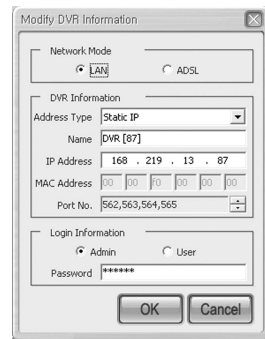 Modify DVR Information
Network Mode
LAN ADSL
DVR Information
Address Type Static IP
Name DVR [87]
IP Address 168 . 219 . 13 . 87
MAC Address 00 00 f0 00 00 00
Port No. 562,563,564,565
Login Information
Admin User
Password ******
OK Cancel